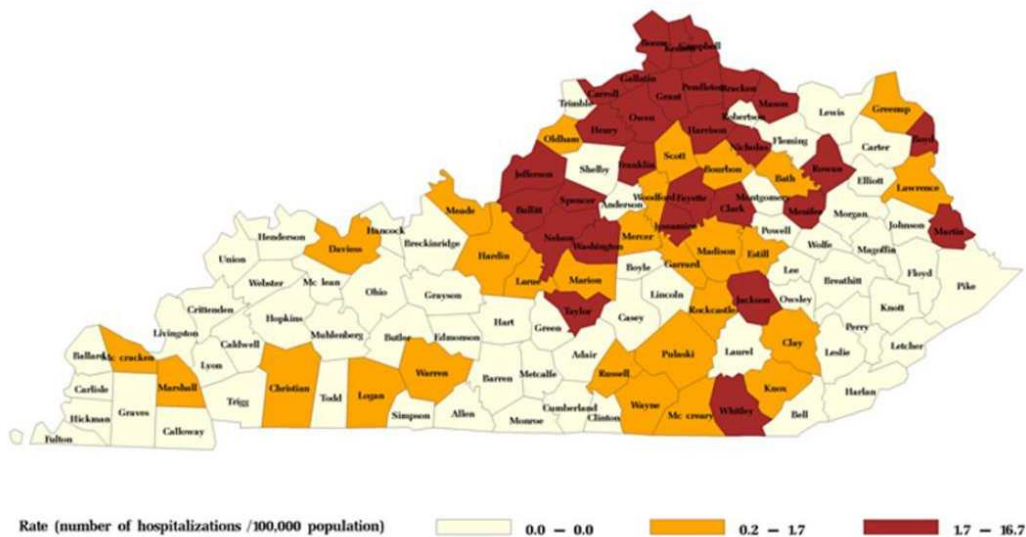 Boone Kenton Campbell
Gallatin
Carroll Pendleton Bracken
Trimble Grant Mason
Owen Robertson Lewis Greenup
Henry Harrison
Oldham Nicholas Fleming Carter Boyd
Scott
Jefferson Shelby Franklin Bourbon Rowan
Bath Elliott Lawrence
Spencer Woodford Fayette Montgomery
Bullitt Anderson Clark Menifee
Meade Morgan
Hancock Nelson Washington Mercer Jessamine Powell Johnson Martin
Henderson Daviess Breckinridge Madison Estill Wolfe Magoffin
Union Hardin Garrard
Boyle Lee Floyd
Webster Mc lean Larue Marion Breathitt
Ohio Grayson Lincoln Jackson Owsley Pike
Crittenden Rockcastle Knott
Hopkins Hart Taylor
Livingston Muhlenberg Green Casey Perry
Caldwell Butler Edmonson Clay Letcher
Ballard Mc cracken Adair Pulaski Laurel Leslie
Lyon
Warren Metcalfe Russell
Carlisle Marshall Christian Barren Knox Harlan
Trigg Todd Logan Wayne
Hickman Graves Simpson Allen Cumberland Clinton Mc creary Whitley Bell
Calloway Monroe
Fulton
Rate (number of hospitalizations /100,000 population) 0.0 – 0.0 0.2 – 1.7 1.7 – 16.7